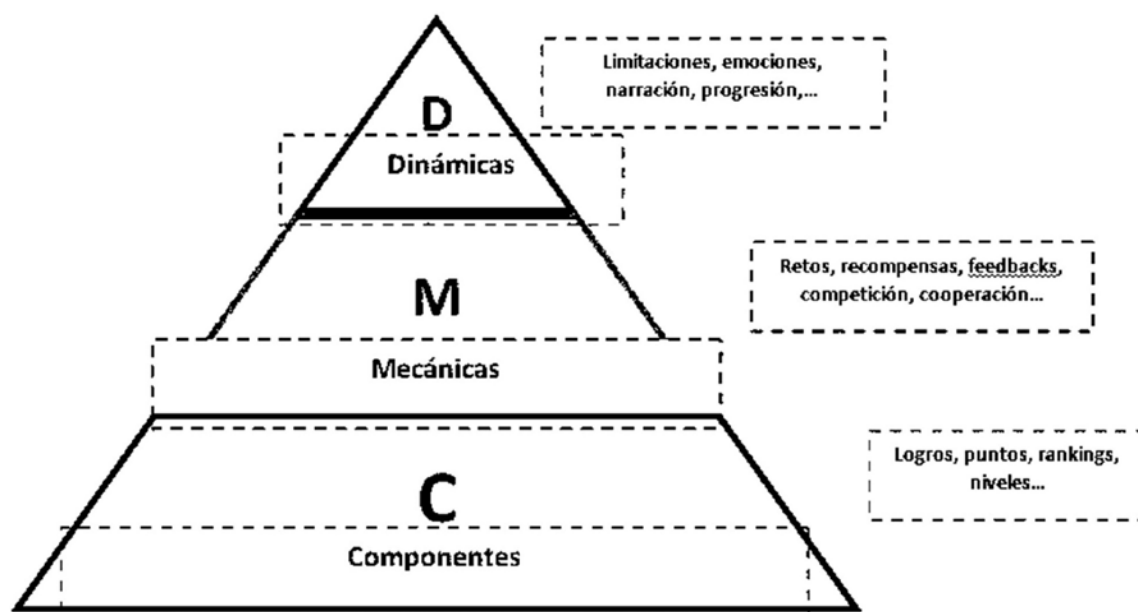 Limitaciones, emociones,
narración, progresión,...
D
Dinámicas
Retos, recompensas, feedbacks,
competición, cooperación...
M
Mecánicas
Logros, puntos, rankings,
niveles...
C
Componentes